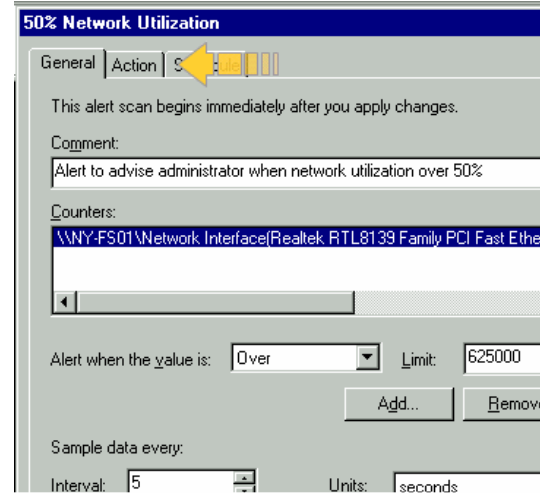 50% Network Utilization
General Action
This alert scan begins immediately after you apply changes.
Comment:
Alert to advise administrator when network utilization over 50%
Counters:
\\NY-FS01\Network Interface(Realtek RTL8139 Family PCI Fast Ethe
Alert when the value is: Over Limit: 625000
Add... Remov
Sample data every:
Interval: 5 Units: seconds